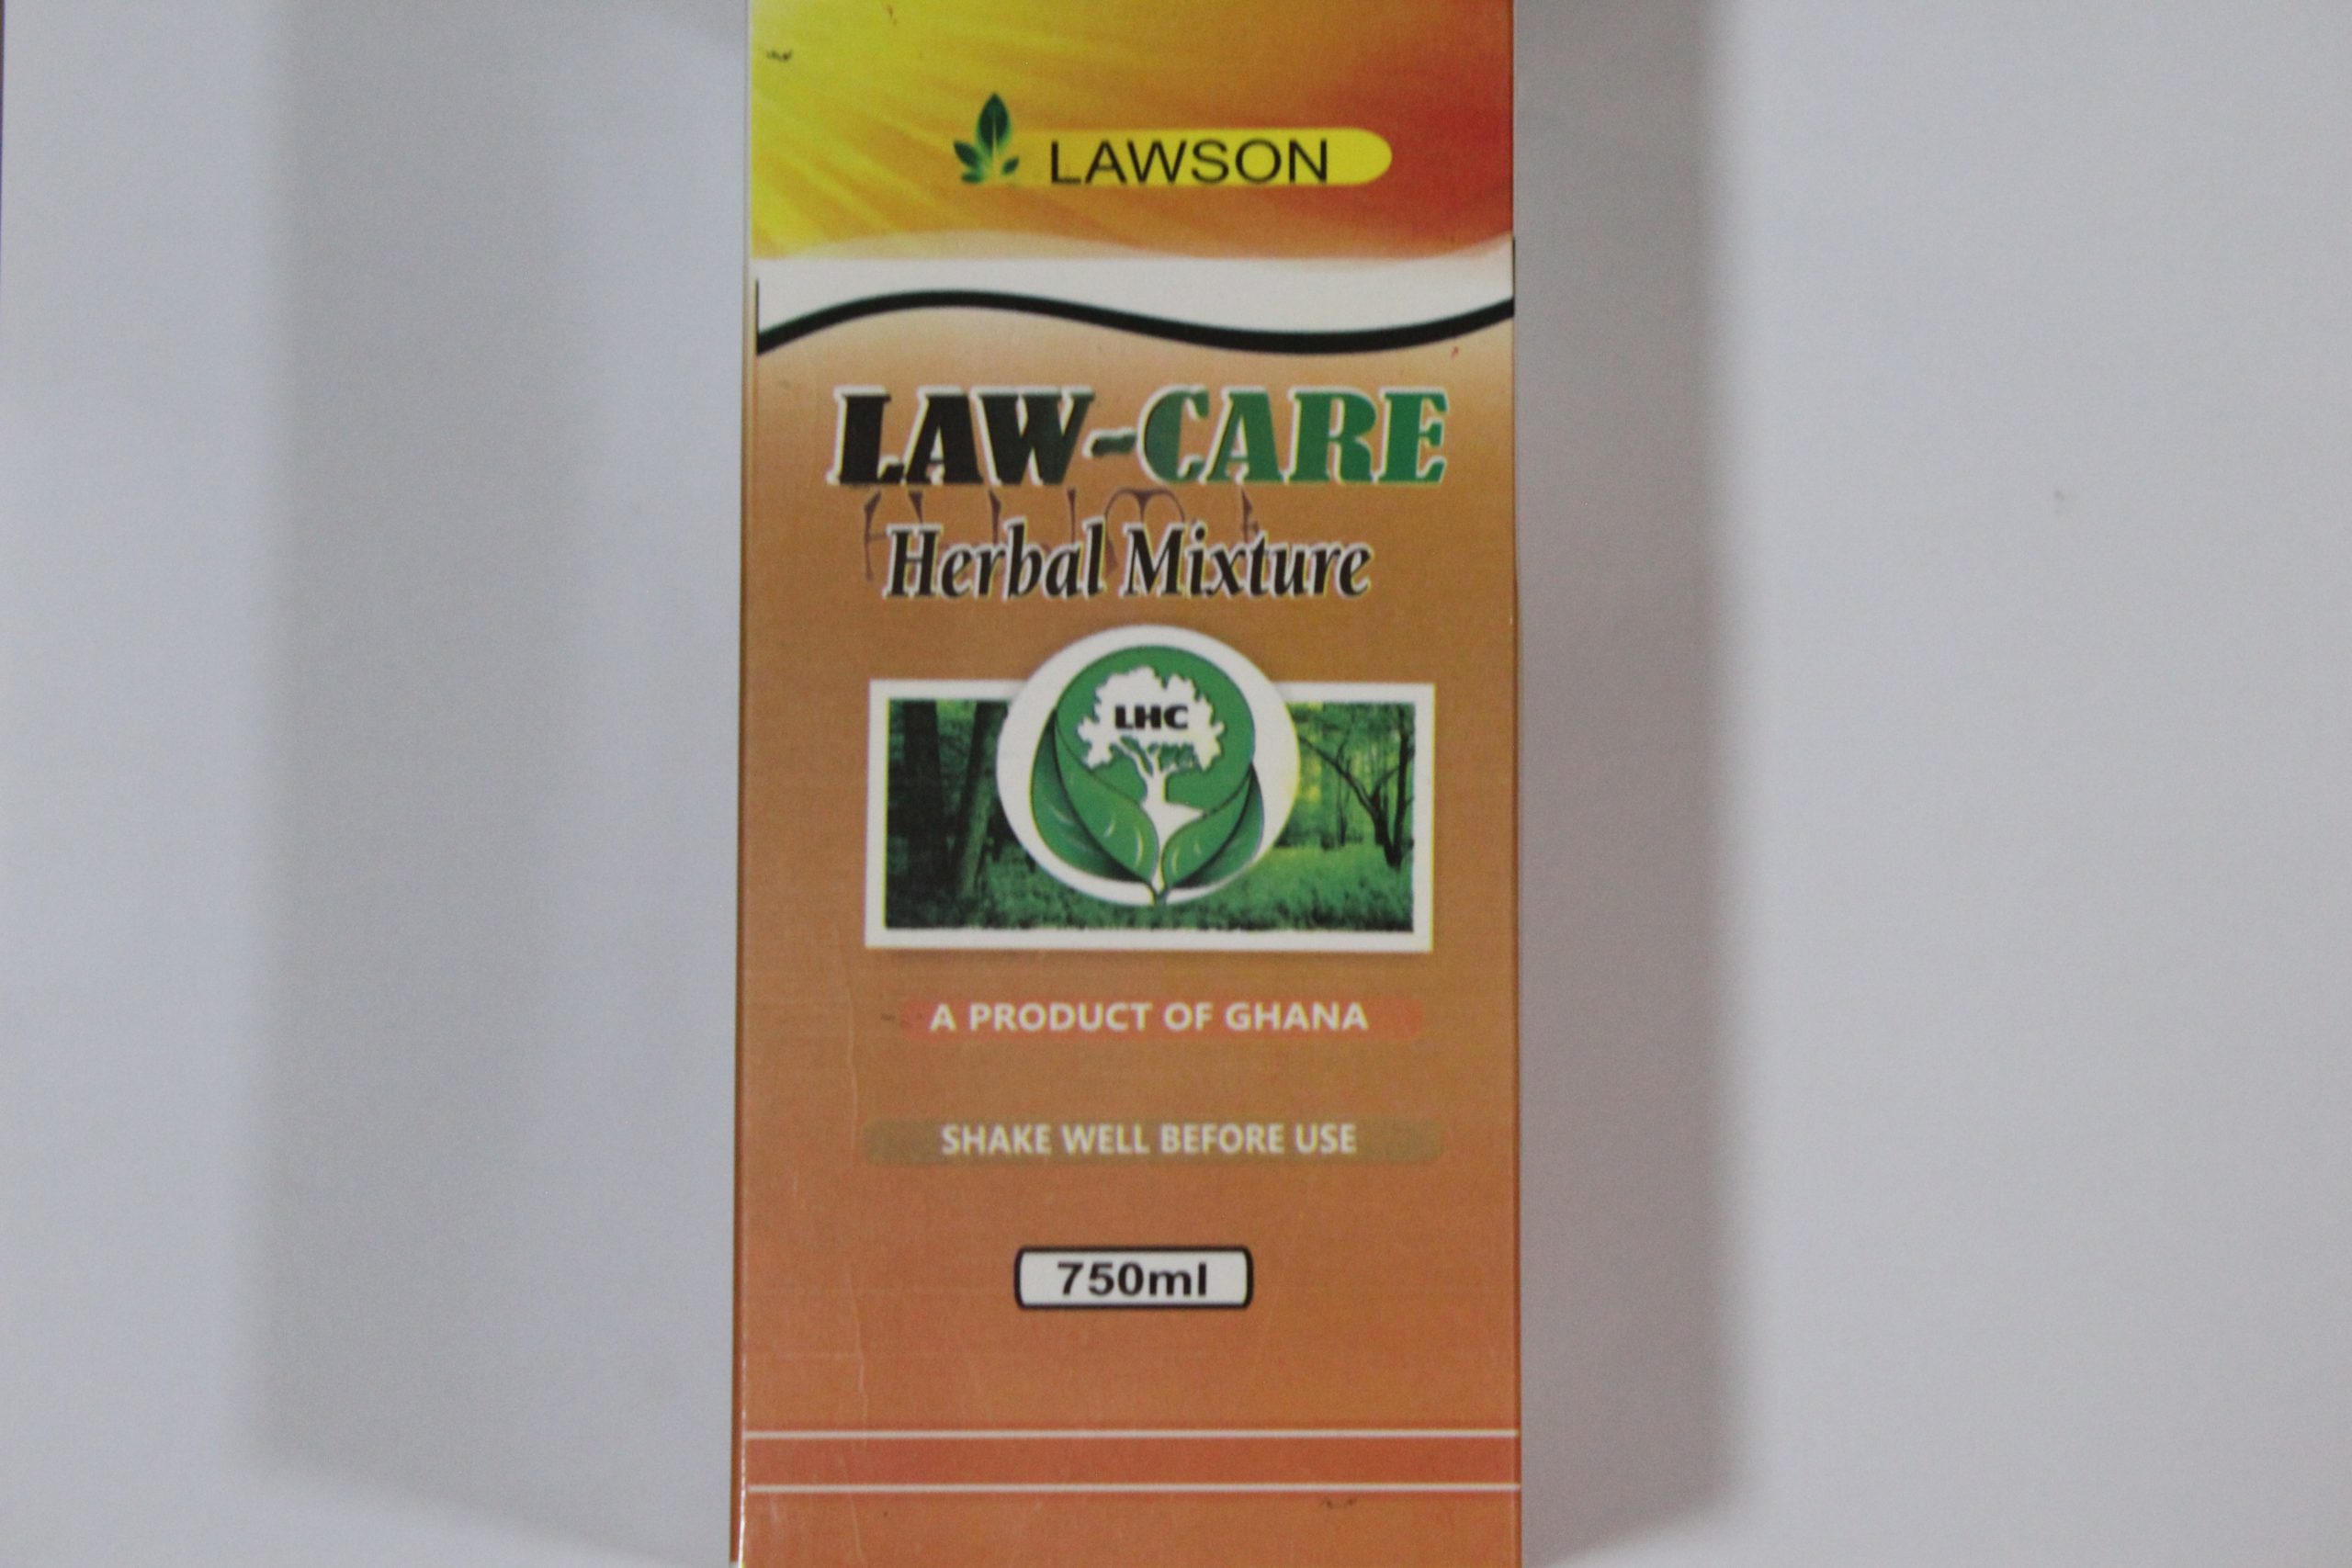 LAWSON
LAW-CARE
Herbal Mixture
LHC
A PRODUCT OF GHANA
SHAKE WELL BEFORE USE
750ml